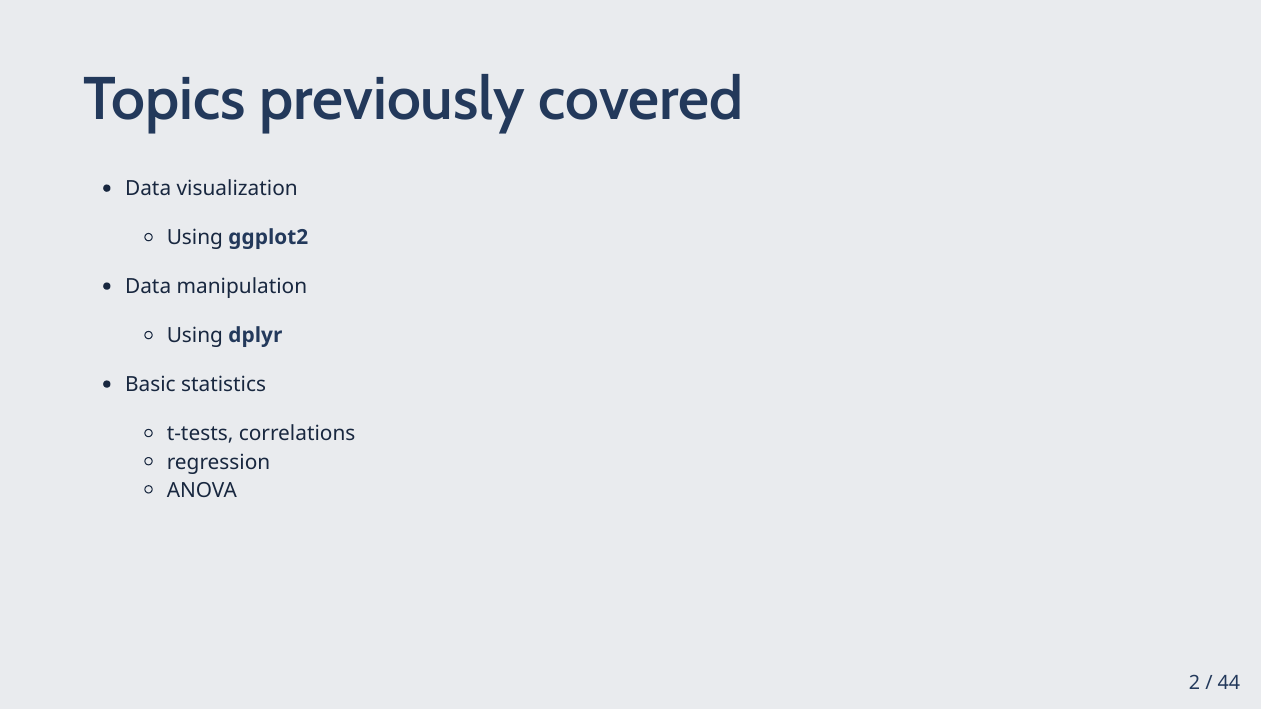 Topics previously covered
• Data visualization
◦ Using ggplot2
• Data manipulation
◦ Using dplyr
• Basic statistics
◦ t-tests, correlations
◦ regression
◦ ANOVA
2 / 44